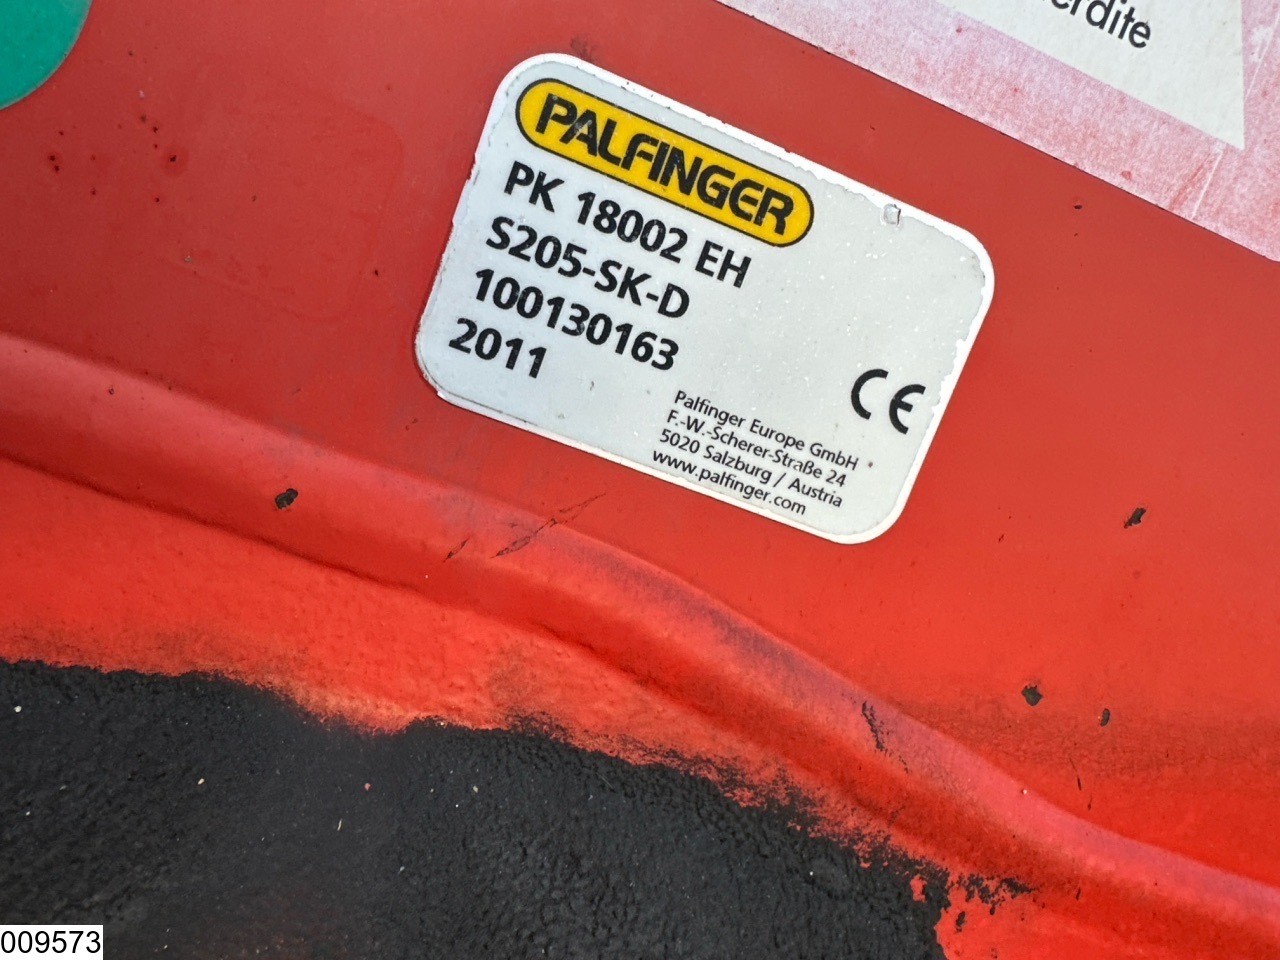 PALFINGER
PK 18002 EH
S205-SK-D
100130163
2011
CE
Palfinger Europe GmbH
F.-W.-Scherer-Straße 24
5020 Salzburg / Austria
www.palfinger.com
009573